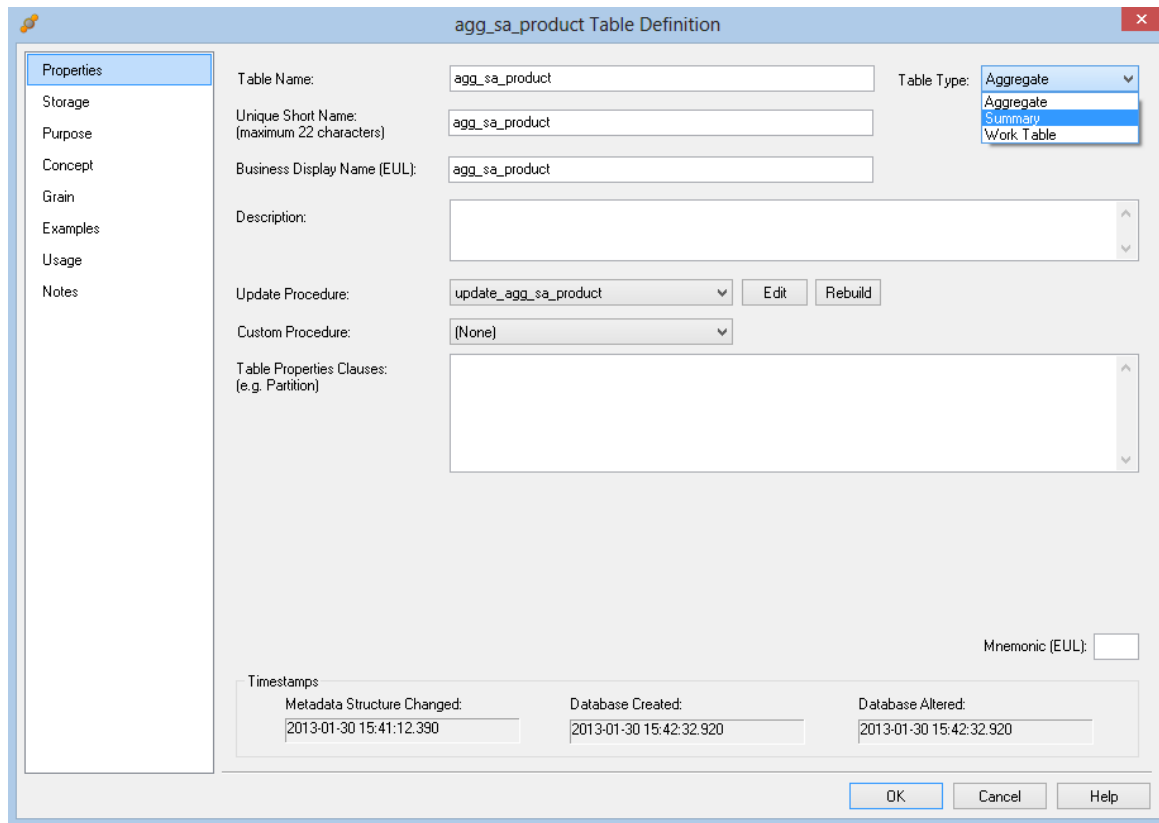 agg_sa_product Table Definition
Properties
Storage
Purpose
Concept
Grain
Examples
Usage
Notes
Table Name: agg_sa_product Table Type: Aggregate
Aggregate
Summary
Work Table
Unique Short Name:
(maximum 22 characters) agg_sa_product
Business Display Name (EUL): agg_sa_product
Description:
Update Procedure: update_agg_sa_product Edit Rebuild
Custom Procedure: (None)
Table Properties Clauses:
(e.g. Partition)
Mnemonic (EUL):
Timestamps
Metadata Structure Changed: Database Created: Database Altered:
2013-01-30 15:41:12.390 2013-01-30 15:42:32.920 2013-01-30 15:42:32.920
OK Cancel Help